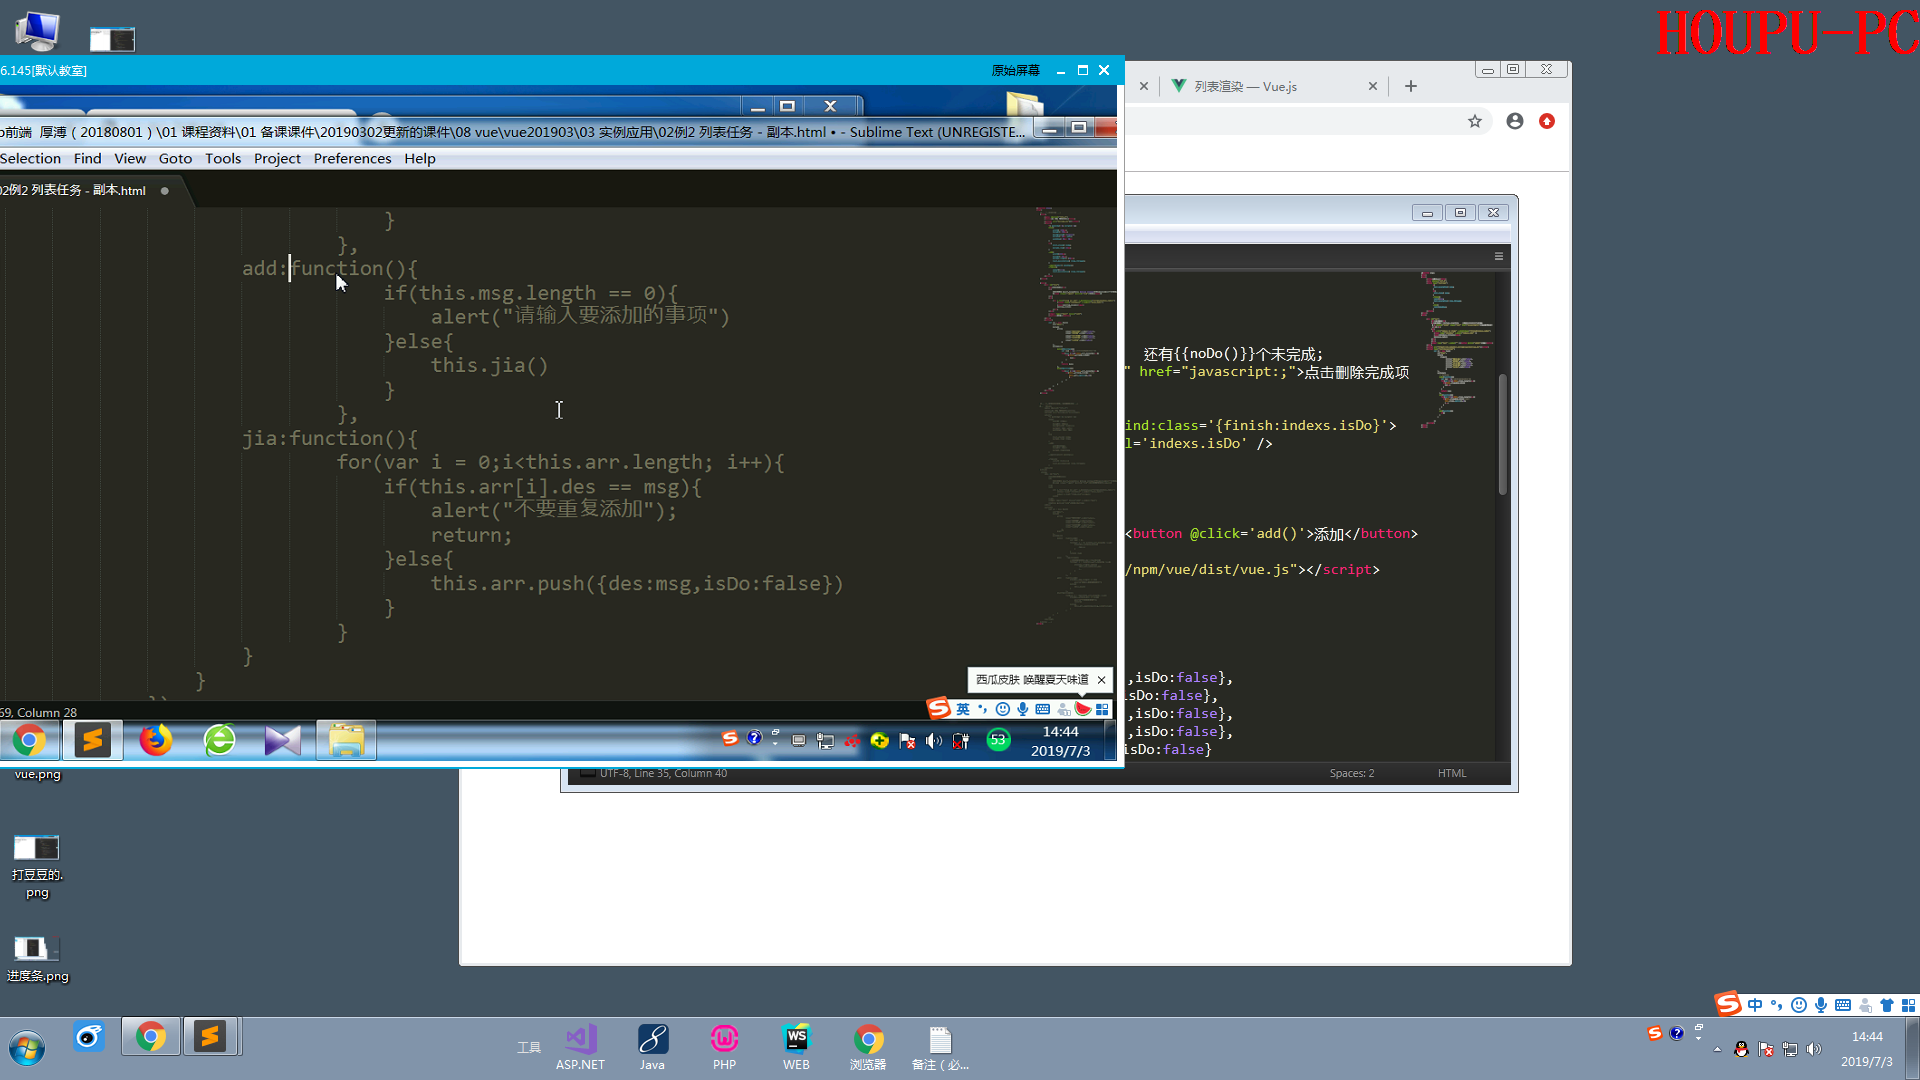 HOUPU-PC
6.145[默认教室]
原始屏幕
列表渲染 — Vue.js
前端 厚溥 ( 20180801 ) \01 课程资料\01 备课课件\20190302更新的课件\08 vue\vue201903\03 实例应用\02例2 列表任务 - 副本.html • - Sublime Text (UNREGISTE...
Selection Find View Goto Tools Project Preferences Help
02例2 列表任务 - 副本.html
}
},
add:function(){
if(this.msg.length == 0){
alert("请输入要添加的事项")
}else{
this.jia()
}
},
jia:function(){
for(var i = 0;i<this.arr.length; i++){
if(this.arr[i].des == msg){
alert("不要重复添加");
return;
}else{
this.arr.push({des:msg,isDo:false})
}
}
}
}
还有{{noDo()}}个未完成;
" href="javascript:;">点击删除完成项
ind:class='{finish:indexs.isDo}'>
l='indexs.isDo' />
<button @click='add()'>添加</button>
/npm/vue/dist/vue.js"></script>
,isDo:false},
isDo:false},
,isDo:false},
,isDo:false},
isDo:false}
西瓜皮肤 唤醒夏天味道
69, Column 28
英
53
14:44
2019/7/3
UTF-8, Line 35, Column 40
Spaces: 2
HTML
vue.png
打豆豆的.
png
进度条.png
中
工具
ASP.NET
Java
PHP
WS
WEB
浏览器
备注 ( 必...
14:44
2019/7/3